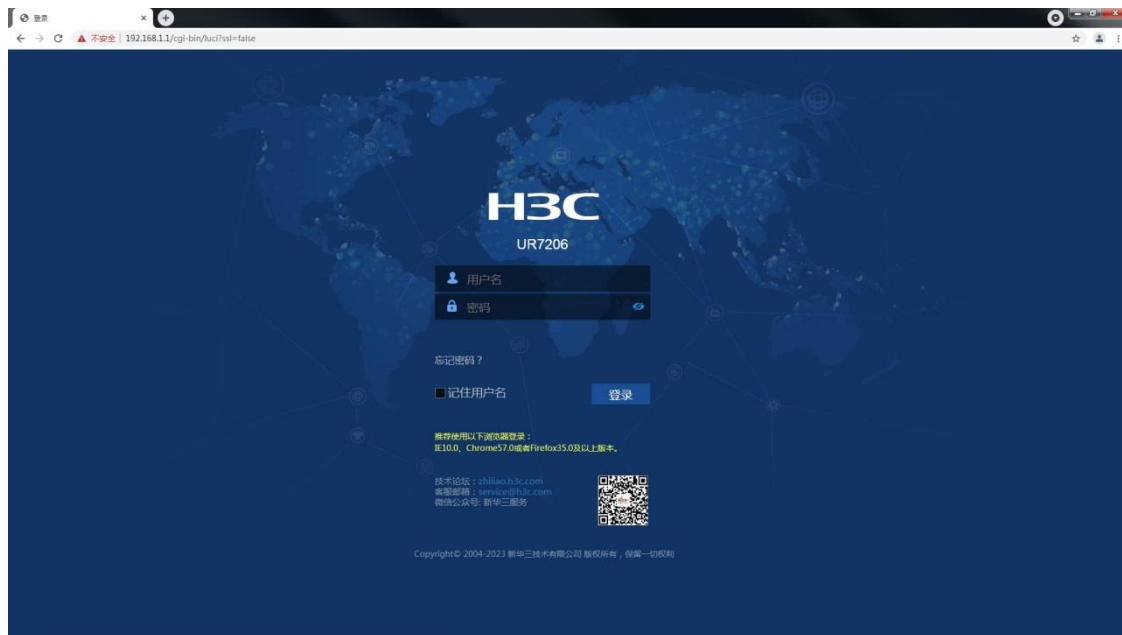 登录
不安全 | 192.168.1.1/cgi-bin/luci?ssl=false
H3C
UR7206
用户名
密码
忘记密码？
记住用户名
登录
推荐使用以下浏览器登录：
IE10.0、Chrome57.0或者Firefox35.0及以上版本。
技术论坛：zhiliao.h3c.com
客服邮箱：service@h3c.com
微信公众号: 新华三服务
Copyright© 2004-2023 新华三技术有限公司 版权所有，保留一切权利